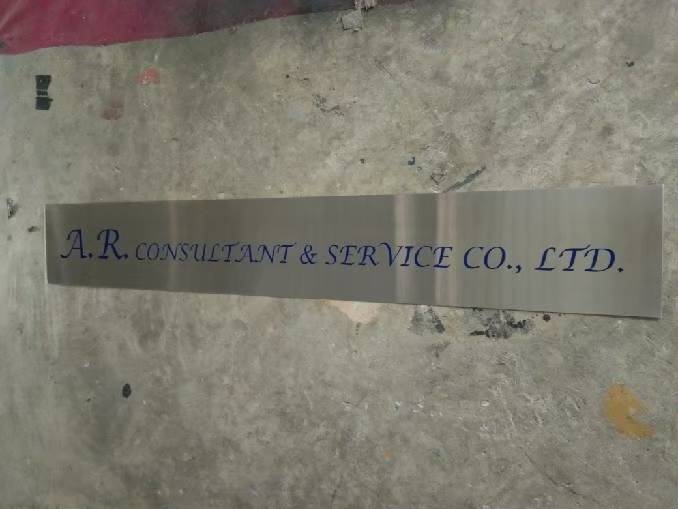 A.R. CONSULTANT & SERVICE CO., LTD.